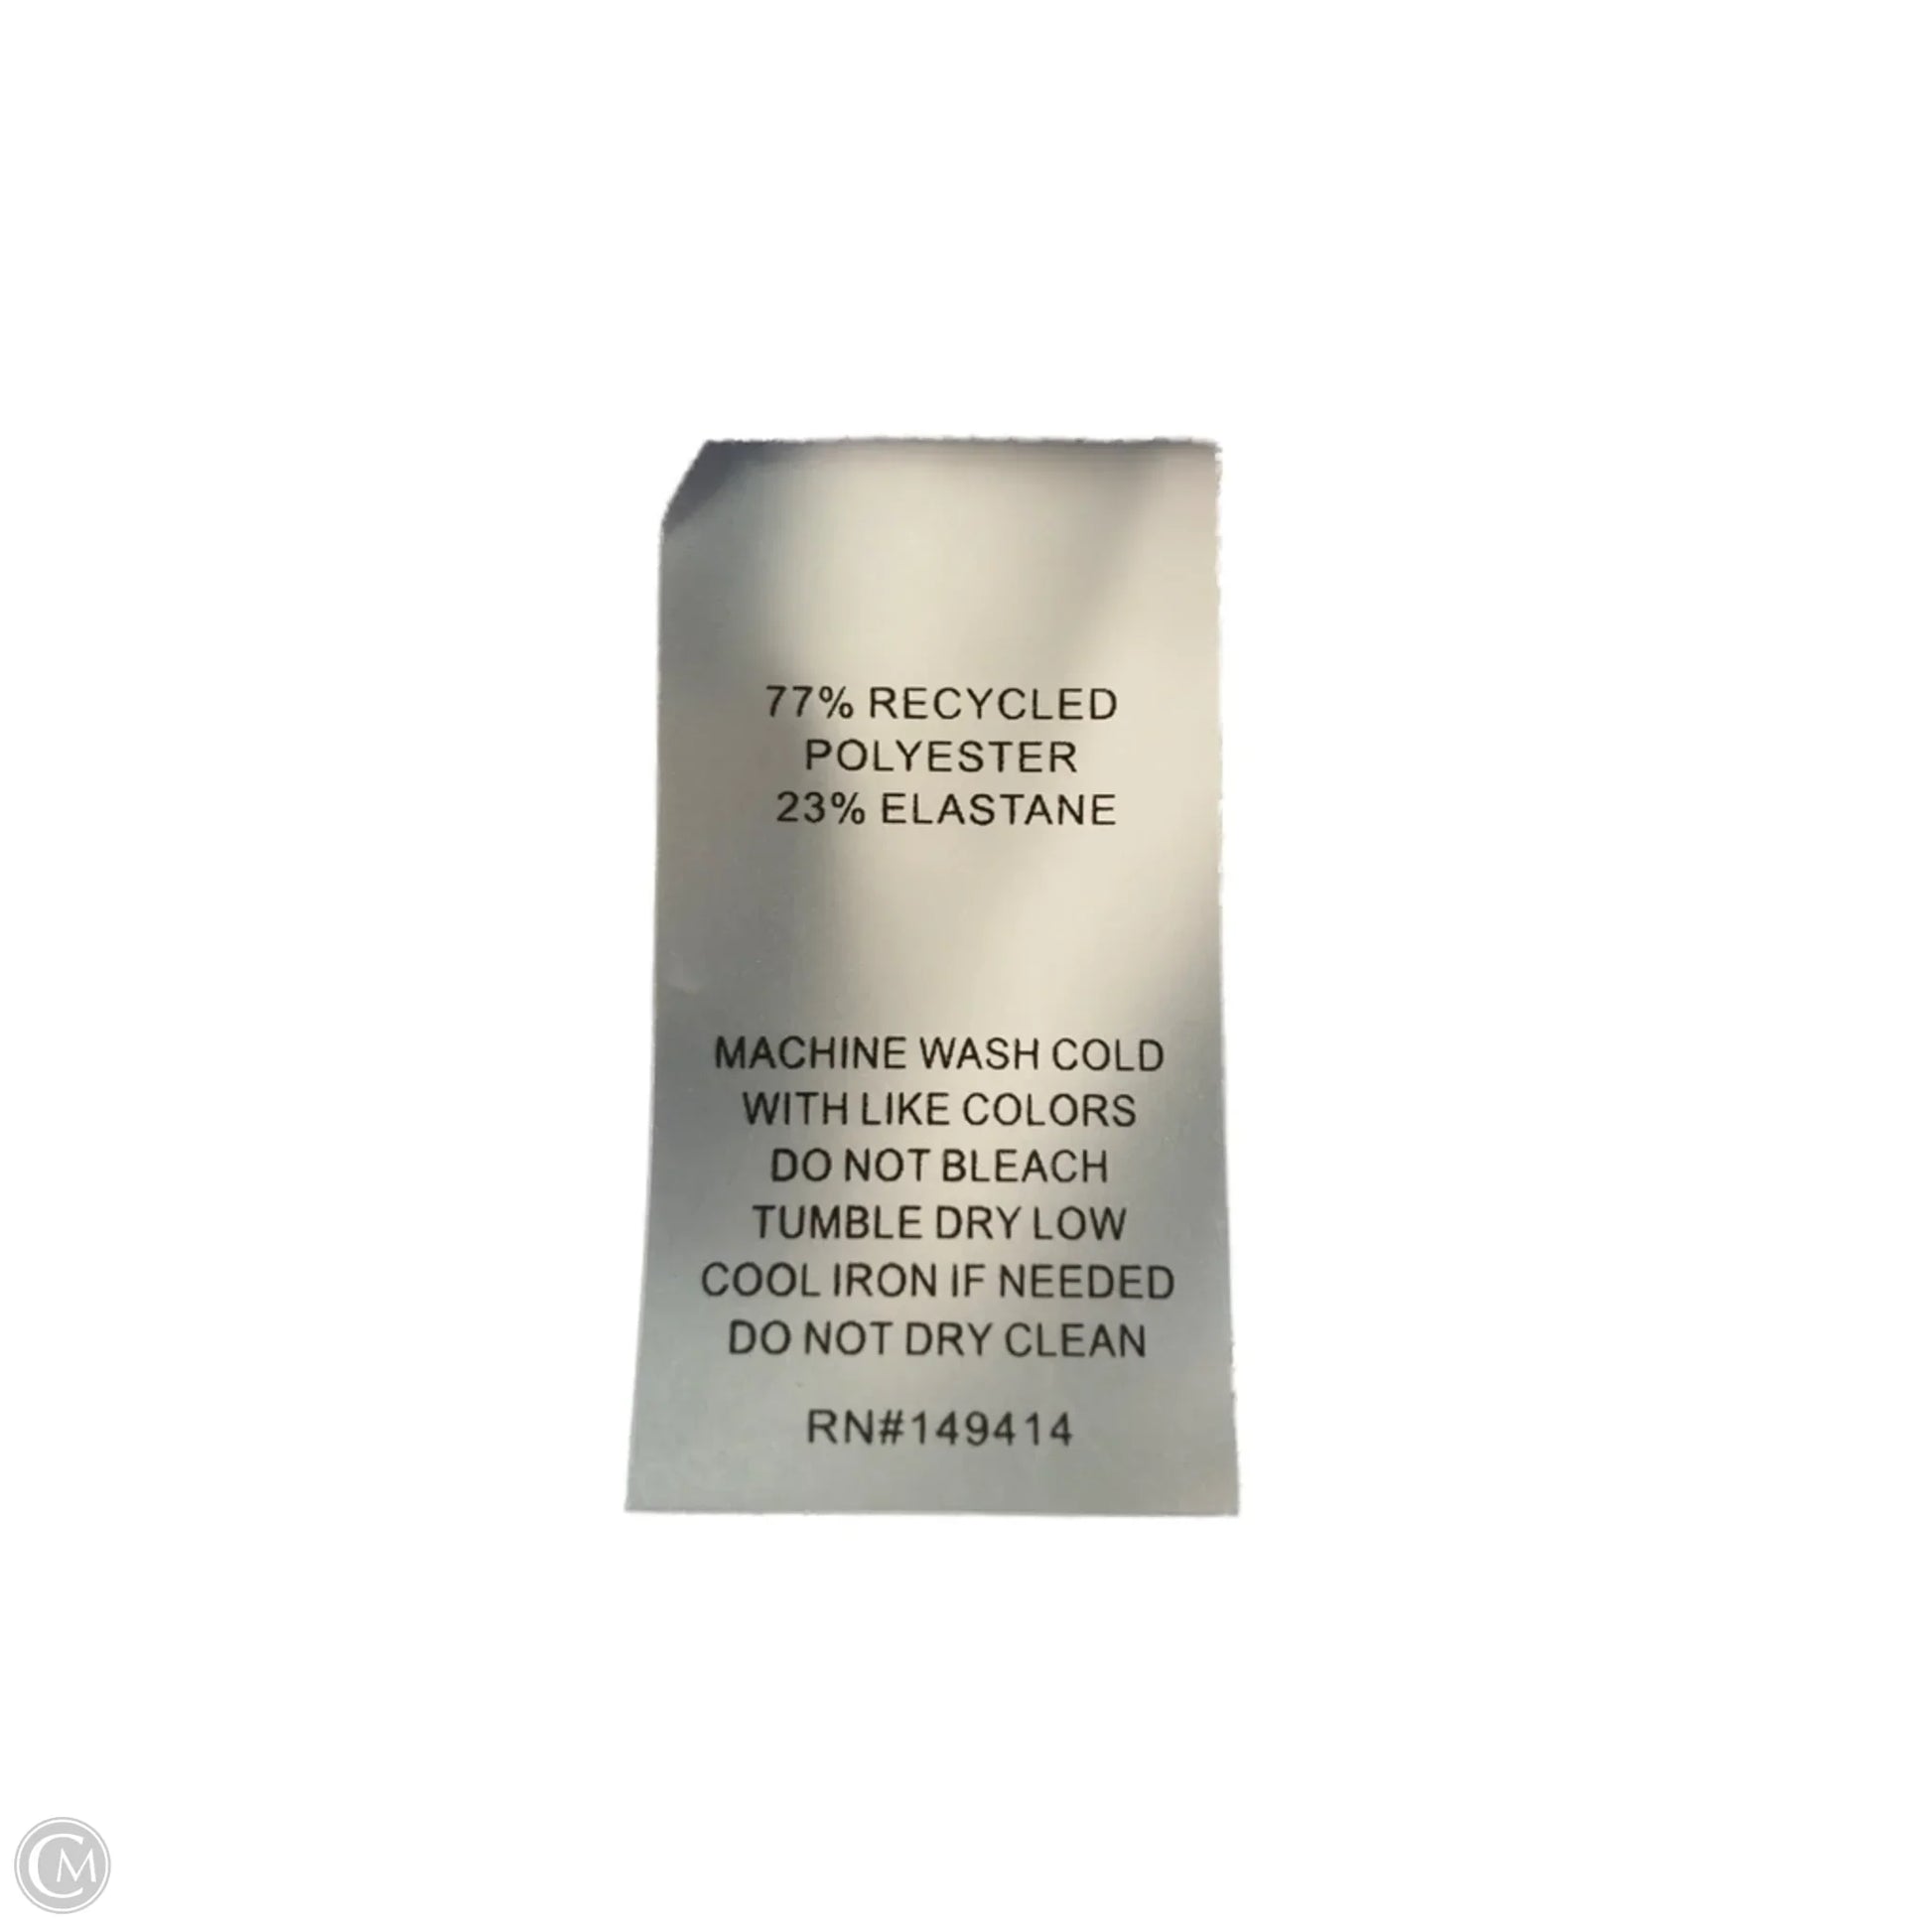 77% RECYCLED
POLYESTER
23% ELASTANE
MACHINE WASH COLD
WITH LIKE COLORS
DO NOT BLEACH
TUMBLE DRY LOW
COOL IRON IF NEEDED
DO NOT DRY CLEAN
RN#149414
CM